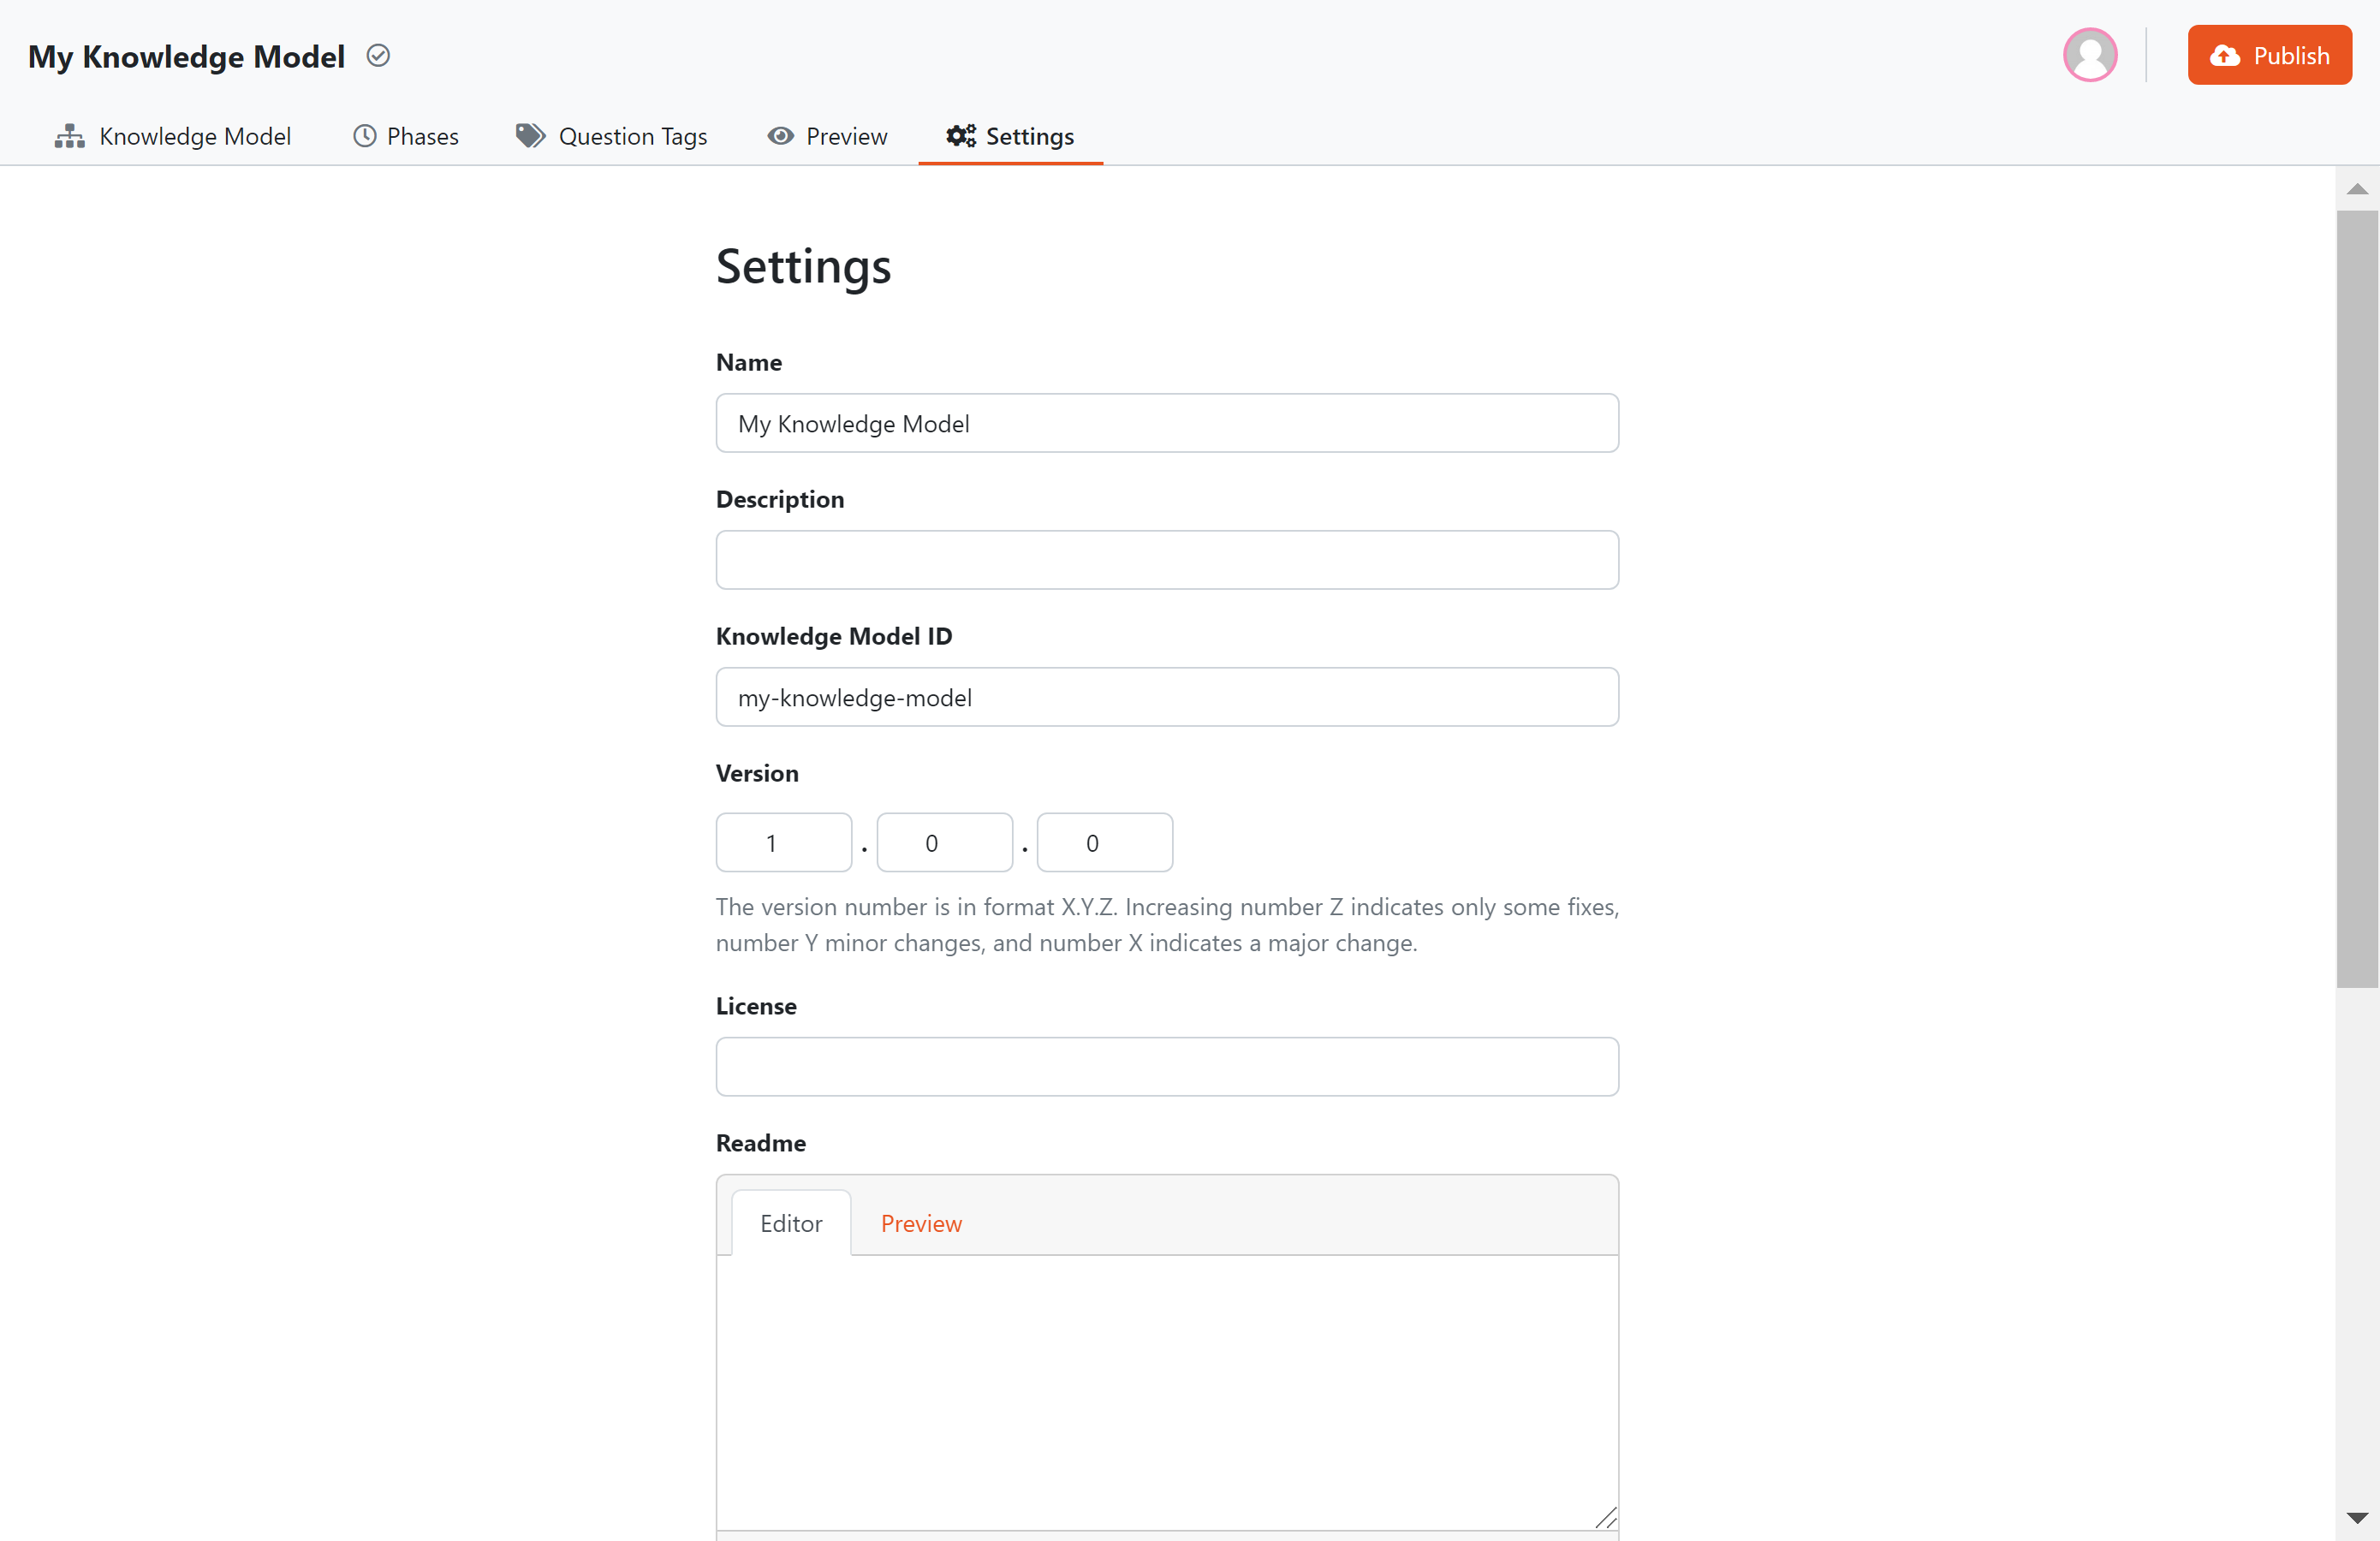 My Knowledge Model
Publish
Knowledge Model Phases Question Tags Preview Settings
Settings
Name
My Knowledge Model
Description
Knowledge Model ID
my-knowledge-model
Version
1 . 0 . 0
The version number is in format X.Y.Z. Increasing number Z indicates only some fixes,
number Y minor changes, and number X indicates a major change.
License
Readme
Editor Preview